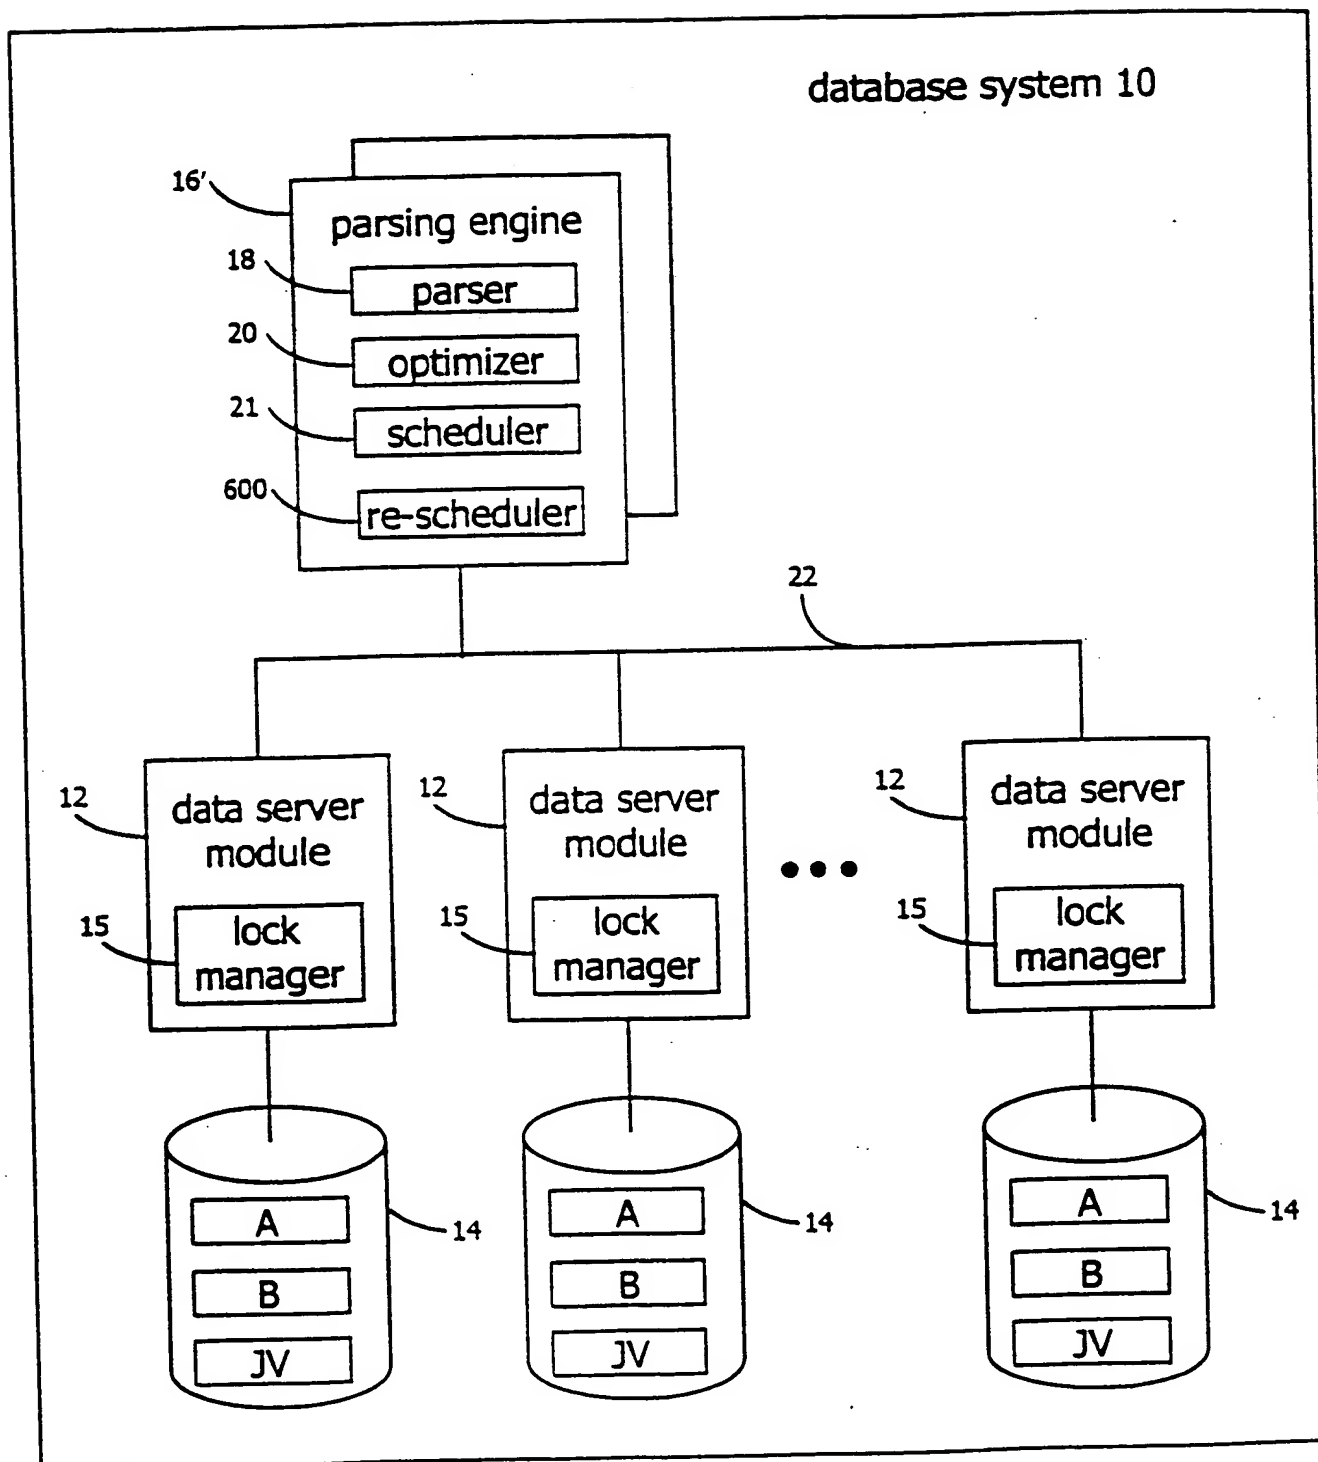 database system 10
16'
parsing engine
18
parser
20
optimizer
21
scheduler
600
re-scheduler
22
12
data server
module
15
lock
manager
12
data server
module
15
lock
manager
12
data server
module
15
lock
manager
A
B
JV
14
A
B
JV
14
A
B
JV
14